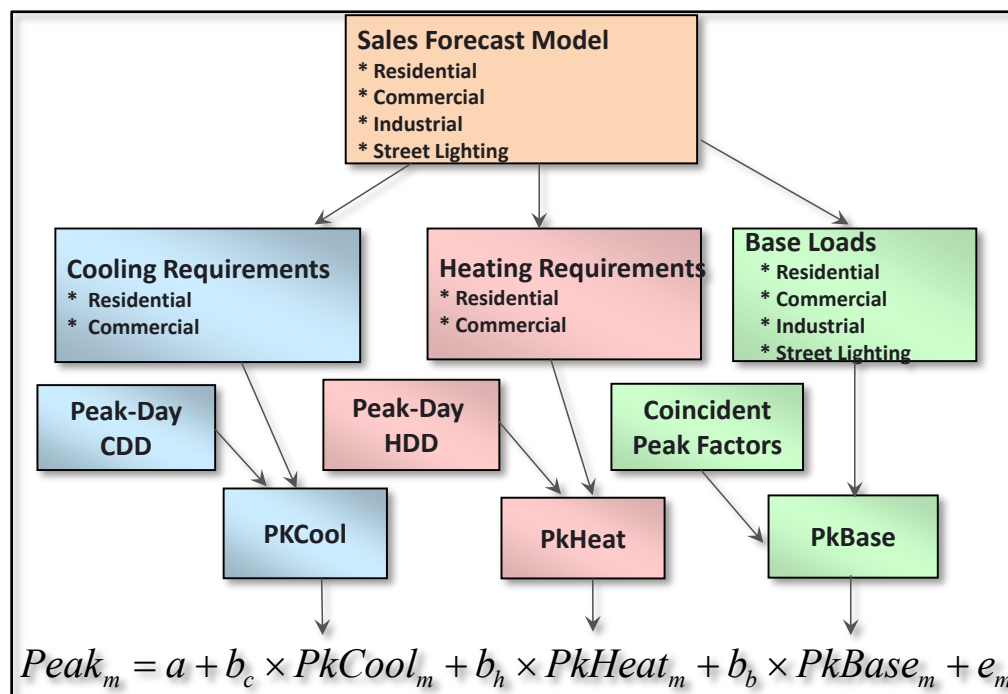 Sales Forecast Model
* Residential
* Commercial
* Industrial
* Street Lighting
Cooling Requirements
* Residential
* Commercial
Heating Requirements
* Residential
* Commercial
Base Loads
* Residential
* Commercial
* Industrial
* Street Lighting
Peak-Day
CDD
Peak-Day
HDD
Coincident
Peak Factors
PKCool
PkHeat
PkBase
Peak_m = a + b_c × PkCool_m + b_h × PkHeat_m + b_b × PkBase_m + e_m